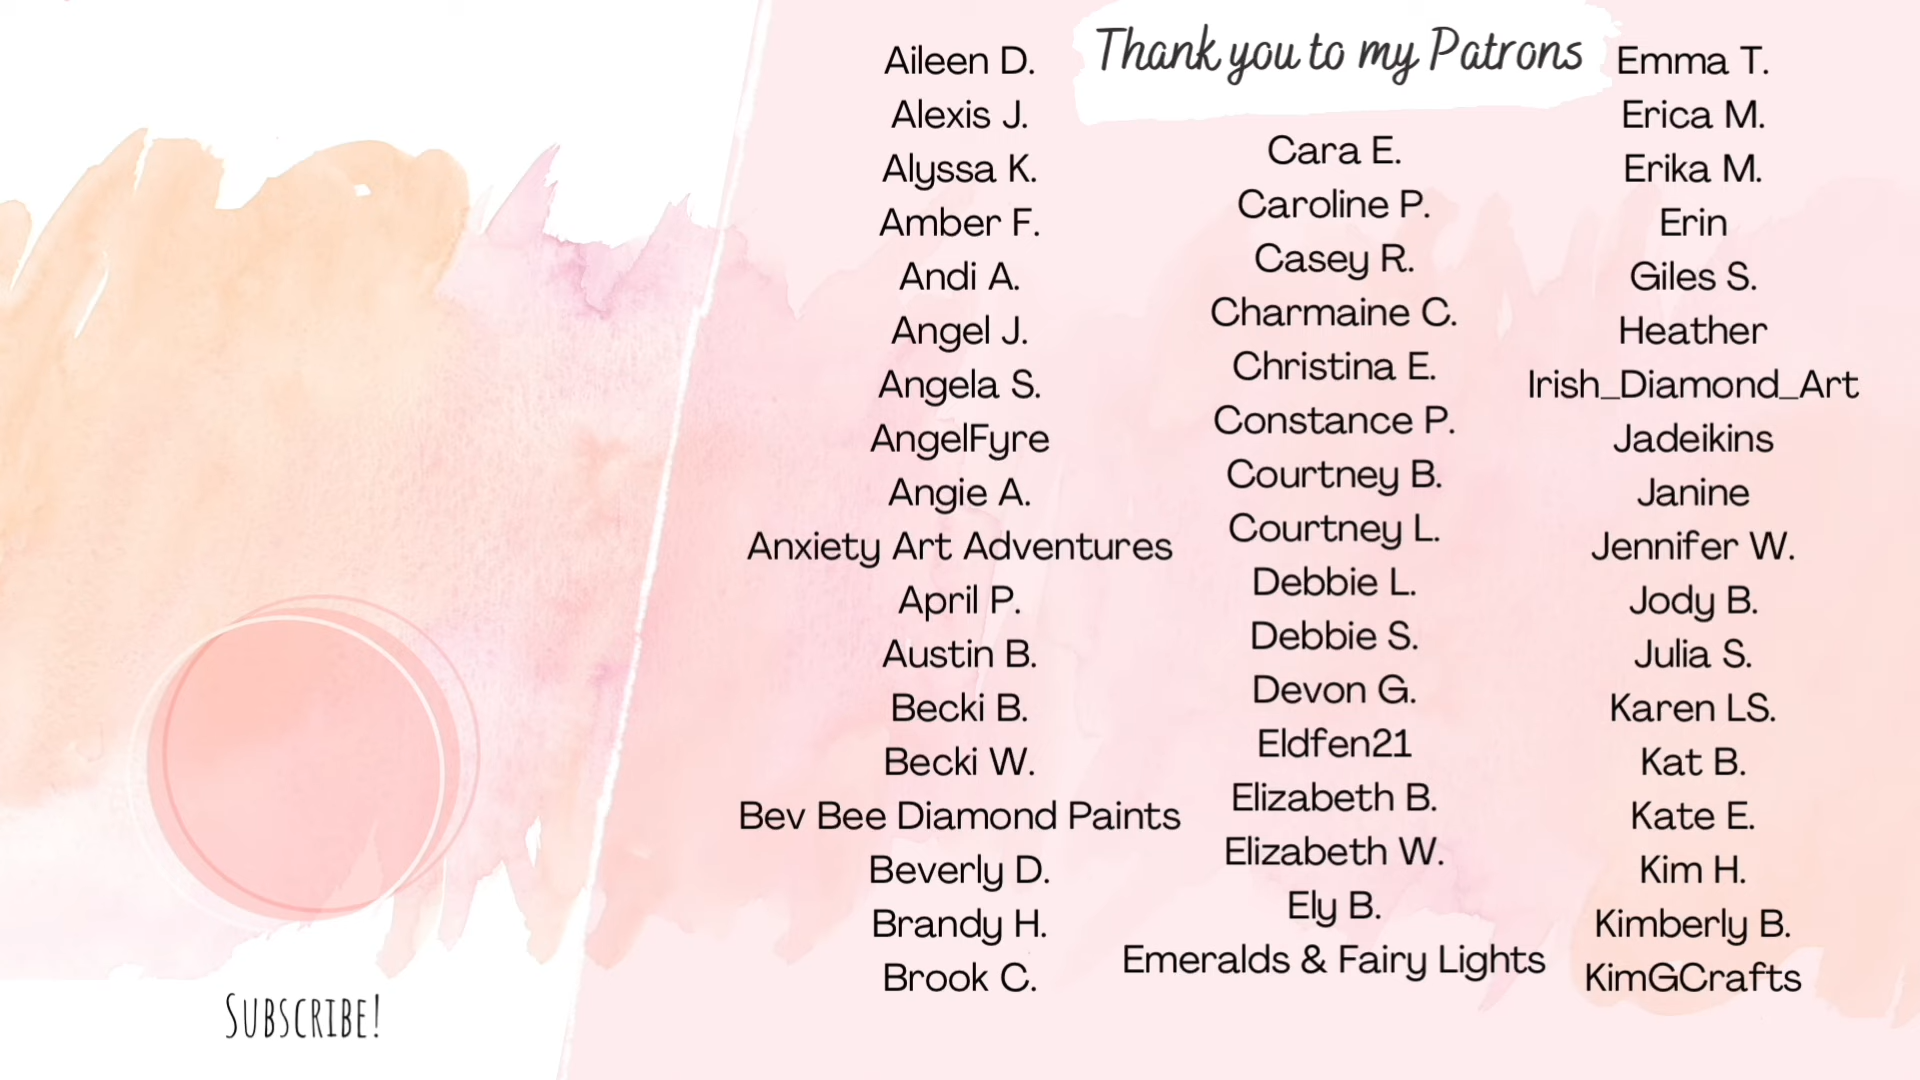 Thank you to my Patrons
Aileen D.
Alexis J.
Alyssa K.
Amber F.
Andi A.
Angel J.
Angela S.
AngelFyre
Angie A.
Anxiety Art Adventures
April P.
Austin B.
Becki B.
Becki W.
Bev Bee Diamond Paints
Beverly D.
Brandy H.
Brook C.
Cara E.
Caroline P.
Casey R.
Charmaine C.
Christina E.
Constance P.
Courtney B.
Courtney L.
Debbie L.
Debbie S.
Devon G.
Eldfen21
Elizabeth B.
Elizabeth W.
Ely B.
Emeralds & Fairy Lights
Emma T.
Erica M.
Erika M.
Erin
Giles S.
Heather
Irish_Diamond_Art
Jadeikins
Janine
Jennifer W.
Jody B.
Julia S.
Karen LS.
Kat B.
Kate E.
Kim H.
Kimberly B.
KimGCrafts
Subscribe!